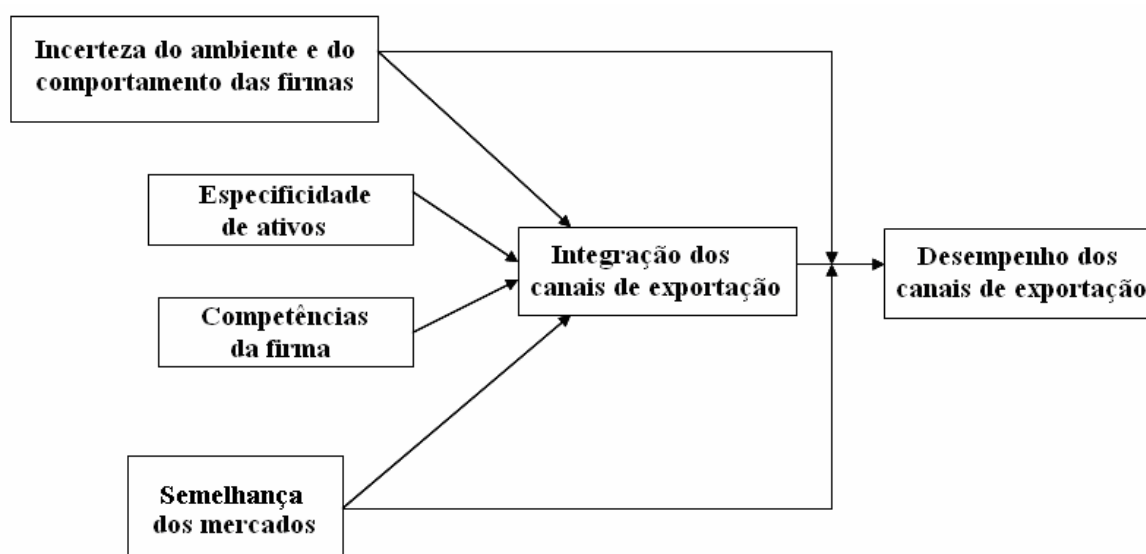 Incerteza do ambiente e do
comportamento das firmas
Especificidade
de ativos
Competências
da firma
Semelhança
dos mercados
Integração dos
canais de exportação
Desempenho dos
canais de exportação